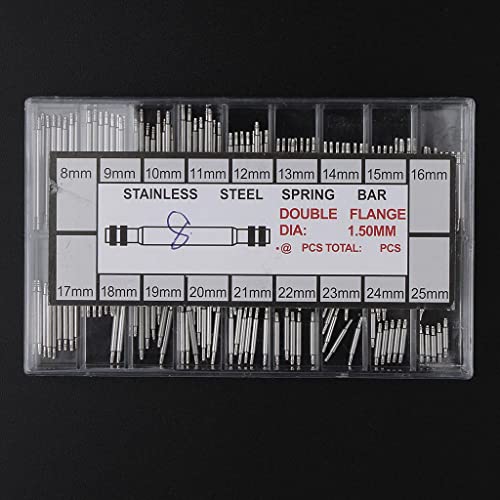 8mm 9mm 10mm 11mm 12mm 13mm 14mm 15mm 16mm
STAINLESS STEEL SPRING BAR
8
DOUBLE FLANGE
DIA: 1.50MM
•@ PCS TOTAL: PCS
17mm 18mm 19mm 20mm 21mm 22mm 23mm 24mm 25mm